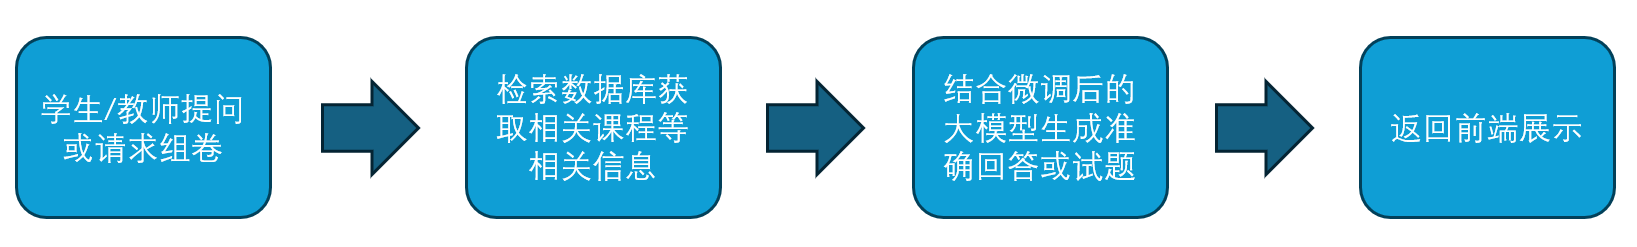 学生/教师提问
或请求组卷
检索数据库获
取相关课程等
相关信息
结合微调后的
大模型生成准
确回答或试题
返回前端展示